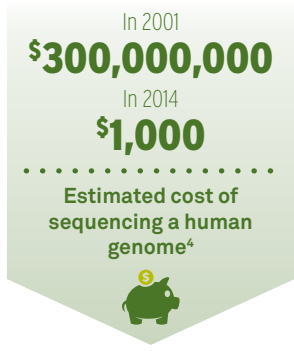 In 2001
$300,000,000
In 2014
$1,000
Estimated cost of
sequencing a human
genome⁴
$